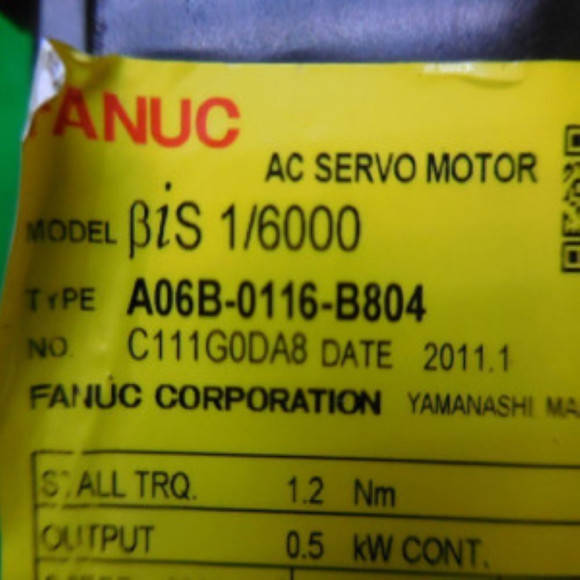 FANUC
AC SERVO MOTOR
MODEL βiS 1/6000
TYPE A06B-0116-B804
NO. C111G0DA8 DATE 2011.1
FANUC CORPORATION YAMANASHI
STALL TRQ. 1.2 Nm
OUTPUT 0.5 kW CONT.